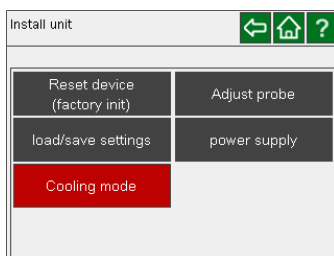 Install unit
?
Reset device
(factory init)
Adjust probe
load/save settings
power supply
Cooling mode